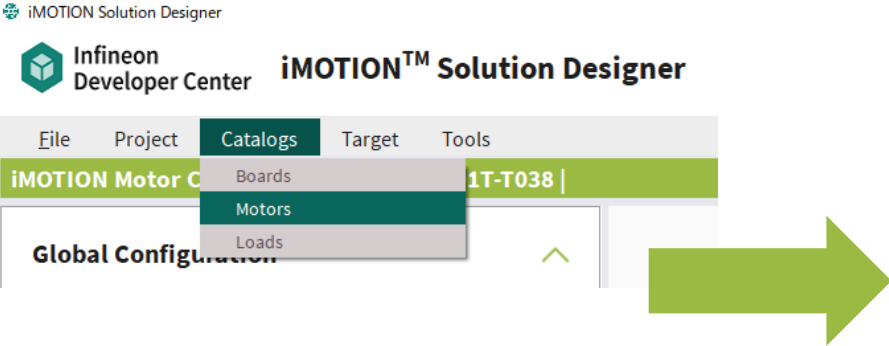 iMOTION Solution Designer
Infineon
Developer Center
iMOTION™ Solution Designer
File Project Catalogs Target Tools
iMOTION Motor C 1T-T038 |
Boards
Motors
Loads
Global Configuration